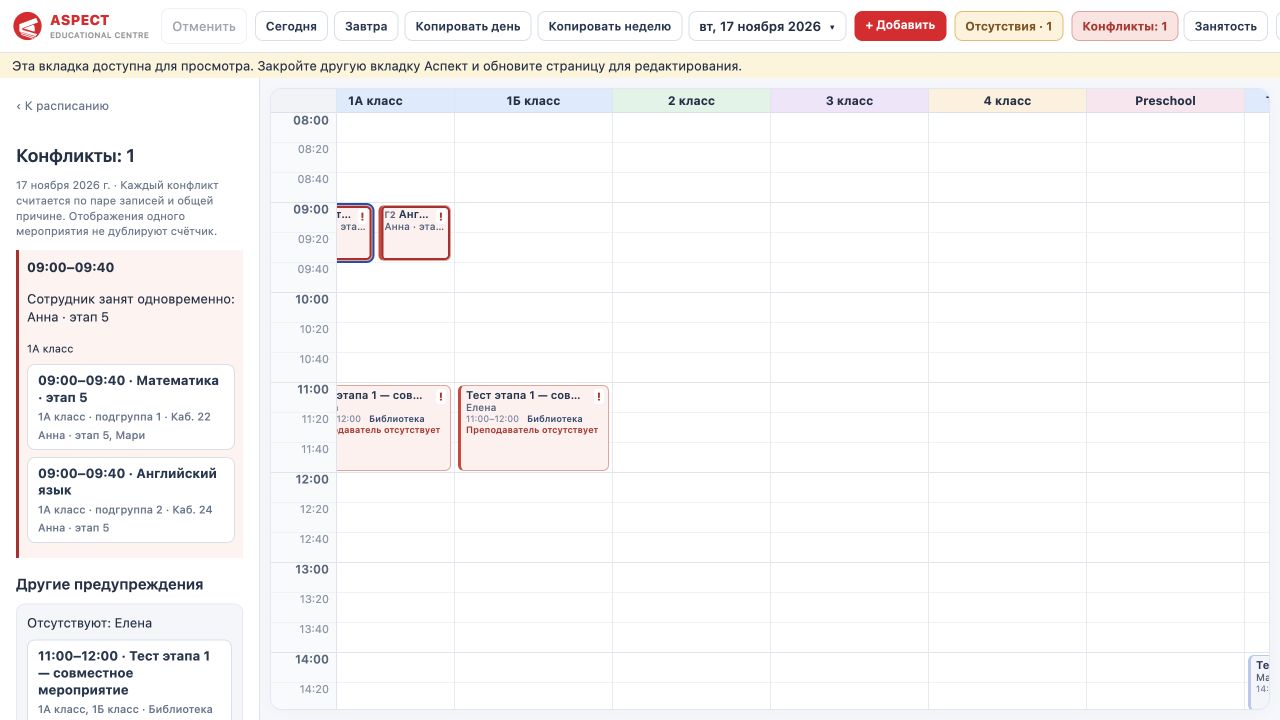 ASPECT
EDUCATIONAL CENTRE
Отменить
Сегодня
Завтра
Копировать день
Копировать неделю
вт, 17 ноября 2026
+ Добавить
Отсутствия · 1
Конфликты: 1
Занятость
Эта вкладка доступна для просмотра. Закройте другую вкладку Аспект и обновите страницу для редактирования.
‹ К расписанию
Конфликты: 1
17 ноября 2026 г. · Каждый конфликт
считается по паре записей и общей
причине. Отображения одного
мероприятия не дублируют счётчик.
09:00–09:40
Сотрудник занят одновременно:
Анна · этап 5
1А класс
09:00–09:40 · Математика
· этап 5
1А класс · подгруппа 1 · Каб. 22
Анна · этап 5, Мари
09:00–09:40 · Английский
язык
1А класс · подгруппа 2 · Каб. 24
Анна · этап 5
Другие предупреждения
Отсутствуют: Елена
11:00–12:00 · Тест этапа 1
— совместное
мероприятие
1А класс, 1Б класс · Библиотека
1А класс
1Б класс
2 класс
3 класс
4 класс
Preschool
08:00
08:20
08:40
09:00
09:20
09:40
10:00
10:20
10:40
11:00
11:20
11:40
12:00
12:20
12:40
13:00
13:20
13:40
14:00
14:20
т... !
· эта...
Г2 Анг... !
Анна · эта...
этапа 1 — сов... !
12:00 Библиотека
даватель отсутствует
Тест этапа 1 — сов... !
Елена
11:00–12:00 Библиотека
Преподаватель отсутствует
Те
Ма
14: